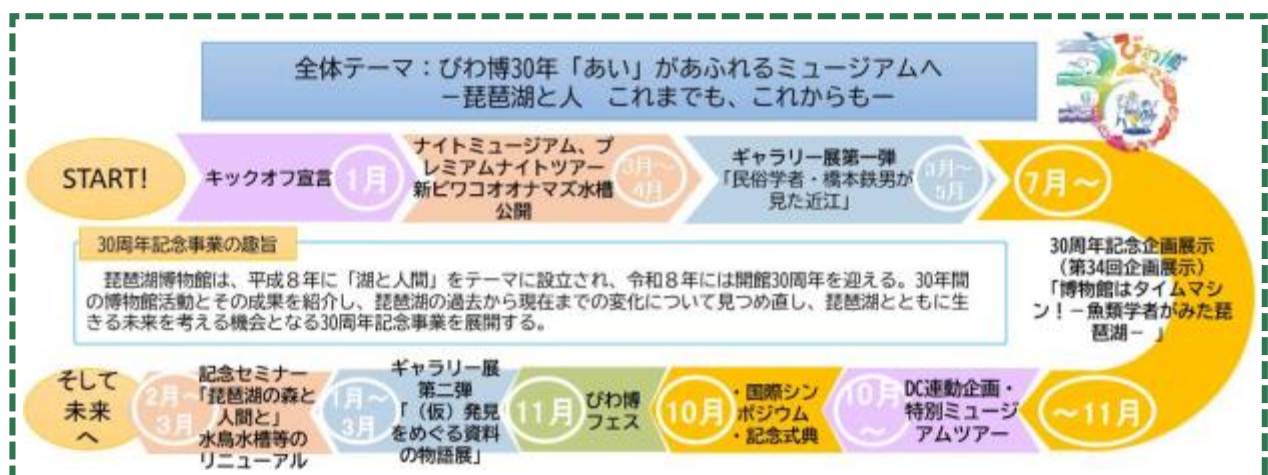 全体テーマ：びわ博30年「あい」があふれるミュージアムへ
－琵琶湖と人　これまでも、これからも－
びわ博
START!
キックオフ宣言
1月
ナイトミュージアム、プ
レミアムナイトツアー
新ビワコオオナマズ水槽
公開
3月～
4月
ギャラリー展第一弾
「民俗学者・橋本鉄男が
見た近江」
3月～
5月
7月～
30周年記念企画展示
（第34回企画展示）
「博物館はタイムマシ
ン！－魚類学者がみた琵
琶湖－ 」
30周年記念事業の趣旨
琵琶湖博物館は、平成８年に「湖と人間」をテーマに設立され、令和８年には開館30周年を迎える。30年間
の博物館活動とその成果を紹介し、琵琶湖の過去から現在までの変化について見つめ直し、琵琶湖とともに生
きる未来を考える機会となる30周年記念事業を展開する。
～11月
DC連動企画・
特別ミュージ
アムツアー
10月
～
・国際シン
ポジウム
・記念式典
10月
びわ博
フェス
11月
ギャラリー展
第二弾
「（仮）発見
をめぐる資料
の物語展」
1月～
3月
記念セミナー
「琵琶湖の森と
人間と」
水鳥水槽等の
リニューアル
2月～
3月
そして
未来
へ